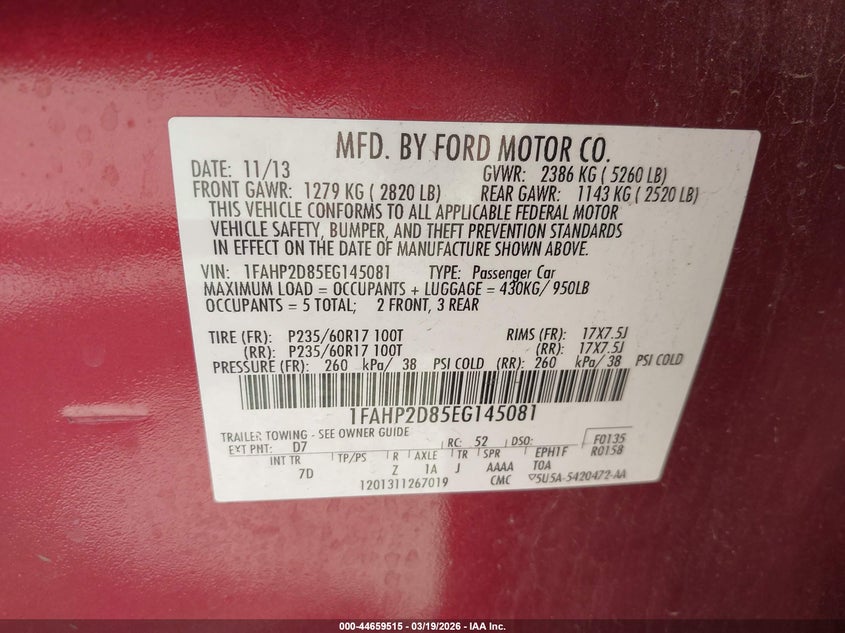 MFD. BY FORD MOTOR CO.
DATE: 11/13 GVWR: 2386 KG ( 5260 LB)
FRONT GAWR: 1279 KG ( 2820 LB) REAR GAWR: 1143 KG ( 2520 LB)
THIS VEHICLE CONFORMS TO ALL APPLICABLE FEDERAL MOTOR
VEHICLE SAFETY, BUMPER, AND THEFT PREVENTION STANDARDS
IN EFFECT ON THE DATE OF MANUFACTURE SHOWN ABOVE.
VIN: 1FAHP2D85EG145081 TYPE: Passenger Car
MAXIMUM LOAD = OCCUPANTS + LUGGAGE = 430KG/ 950LB
OCCUPANTS = 5 TOTAL; 2 FRONT, 3 REAR
TIRE (FR): P235/60R17 100T RIMS (FR): 17X7.5J
(RR): P235/60R17 100T (RR): 17X7.5J
PRESSURE (FR): 260 kPa/ 38 PSI COLD (RR): 260 kPa/ 38 PSI COLD
1FAHP2D85EG145081
TRAILER TOWING - SEE OWNER GUIDE
EXT PNT: D7 RC: 52 DSO: F0135
INT TR TP/PS R AXLE TR SPR EPH1F R0158
7D Z 1A J AAAA T0A
1201311267019 CMC 5U5A-5420472-AA
000-44659515 - 03/19/2026 - IAA Inc.